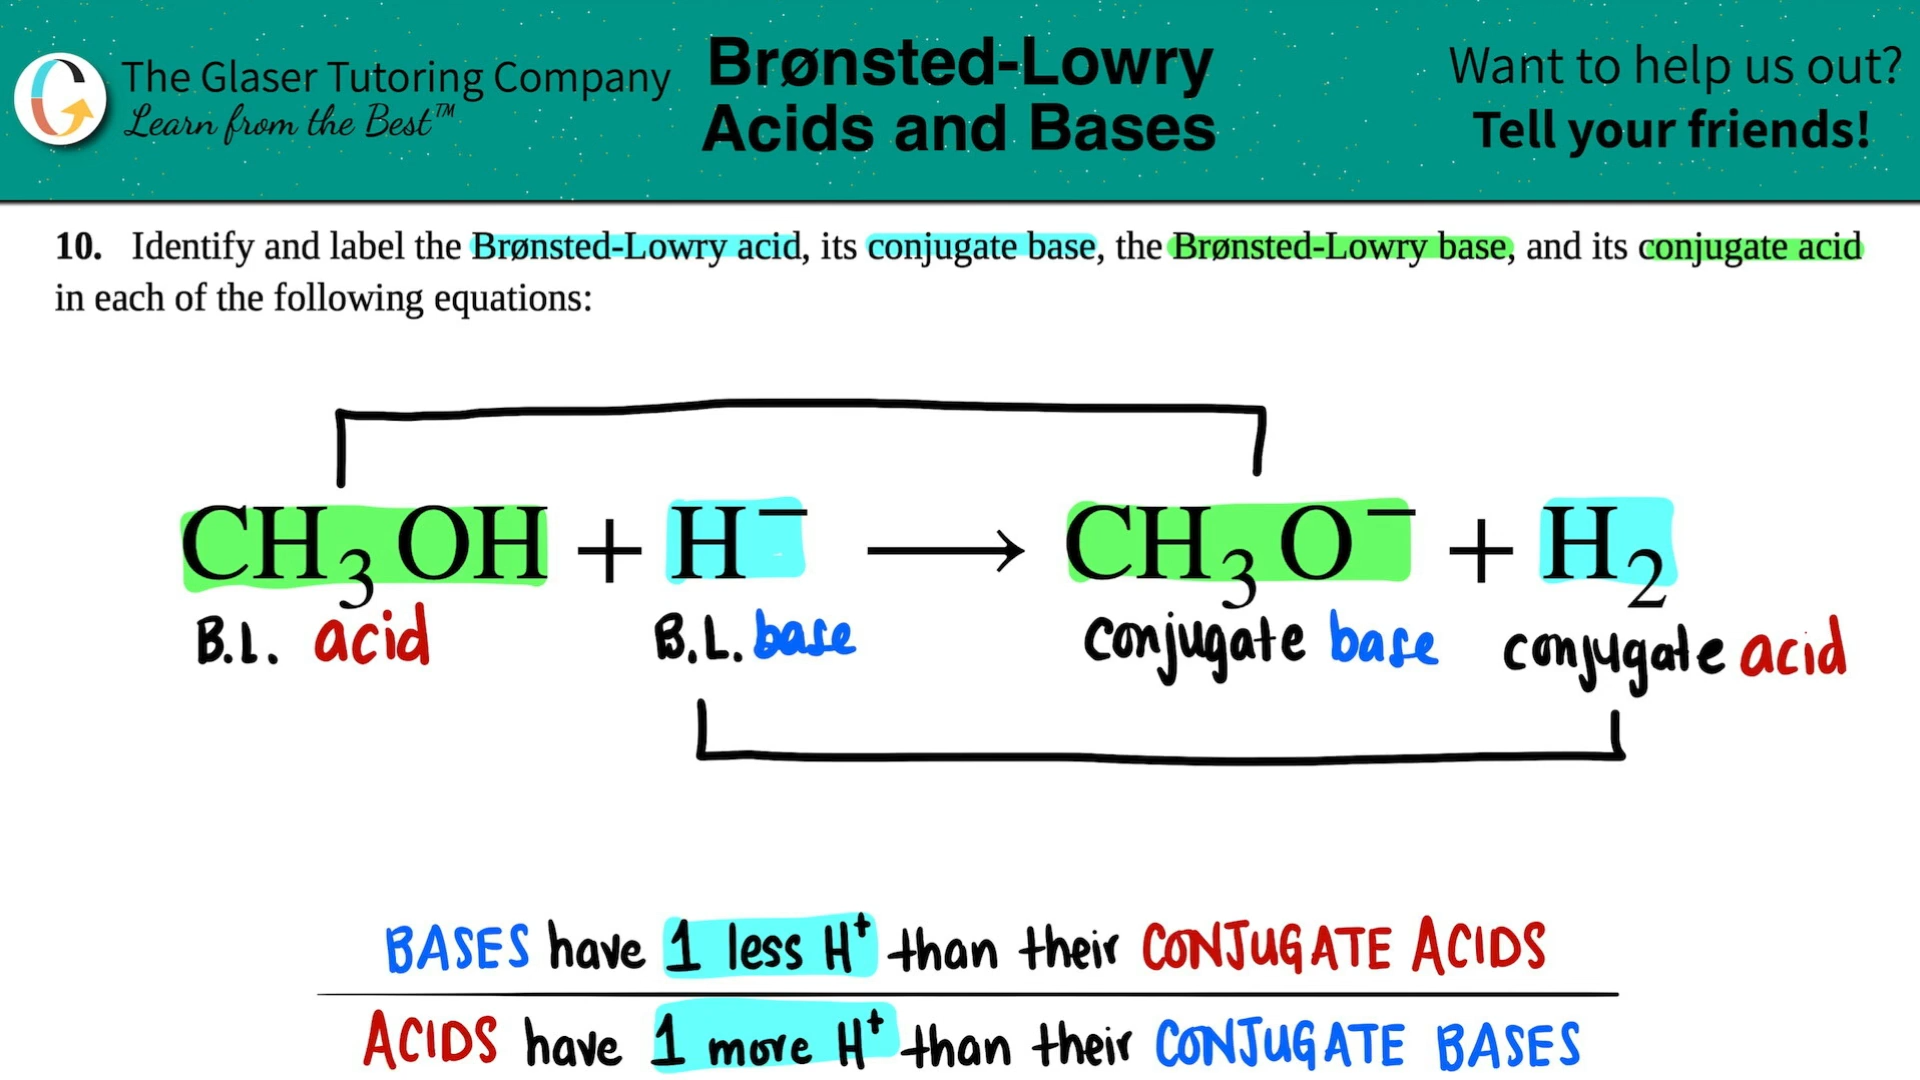 The Glaser Tutoring Company
Learn from the Best™
Brønsted-Lowry
Acids and Bases
Want to help us out?
Tell your friends!
10. Identify and label the Brønsted-Lowry acid, its conjugate base, the Brønsted-Lowry base, and its conjugate acid
in each of the following equations:
CH₃OH + H⁻ ⟶ CH₃O⁻ + H₂
B.L. acid B.L. base conjugate base conjugate acid
BASES have 1 less H⁺ than their CONJUGATE ACIDS
ACIDS have 1 more H⁺ than their CONJUGATE BASES